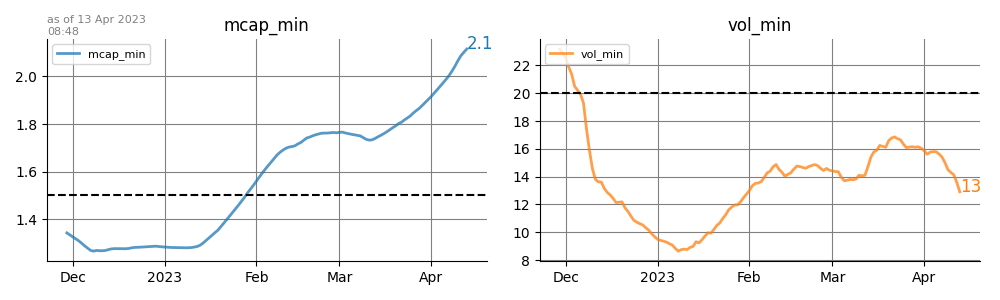 as of 13 Apr 2023
08:48
mcap_min
mcap_min
2.1
2.0
1.8
1.6
1.4
Dec
2023
Feb
Mar
Apr
vol_min
vol_min
22
20
18
16
14
12
10
8
13
Dec
2023
Feb
Mar
Apr